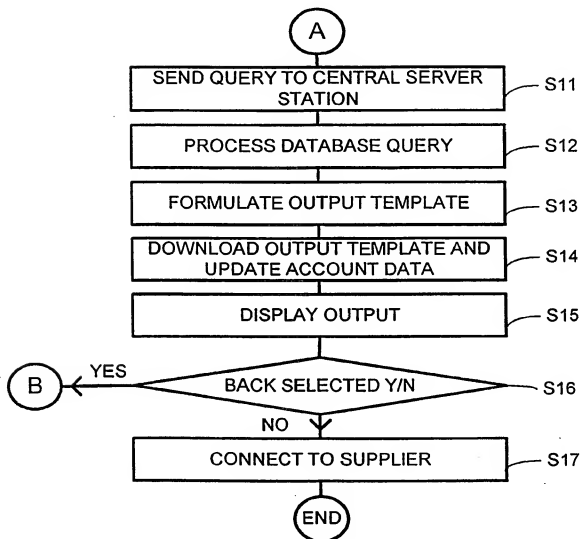 A
SEND QUERY TO CENTRAL SERVER
STATION
S11
PROCESS DATABASE QUERY
S12
FORMULATE OUTPUT TEMPLATE
S13
DOWNLOAD OUTPUT TEMPLATE AND
UPDATE ACCOUNT DATA
S14
DISPLAY OUTPUT
S15
B
YES
BACK SELECTED Y/N
S16
NO
CONNECT TO SUPPLIER
S17
END